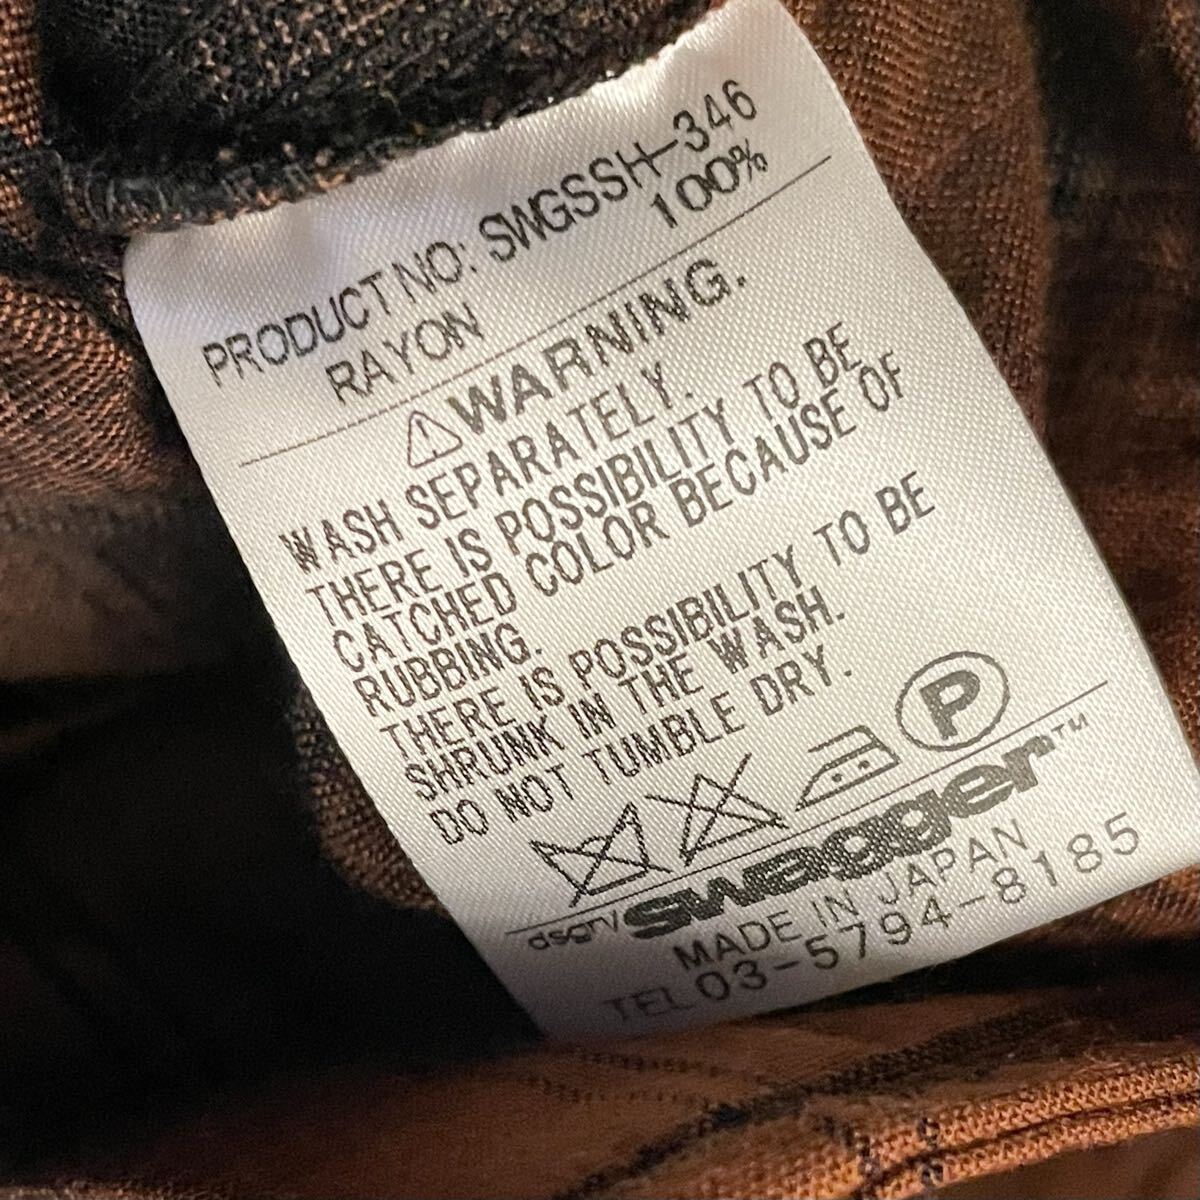 PRODUCT NO: SWGSSH-346
RAYON 100%
WARNING.
WASH SEPARATELY.
THERE IS POSSIBILITY TO BE
CATCHED COLOR BECAUSE OF
RUBBING.
THERE IS POSSIBILITY TO BE
SHRUNK IN THE WASH.
DO NOT TUMBLE DRY.
P
swagger™
MADE IN JAPAN
TEL 03-5794-8185